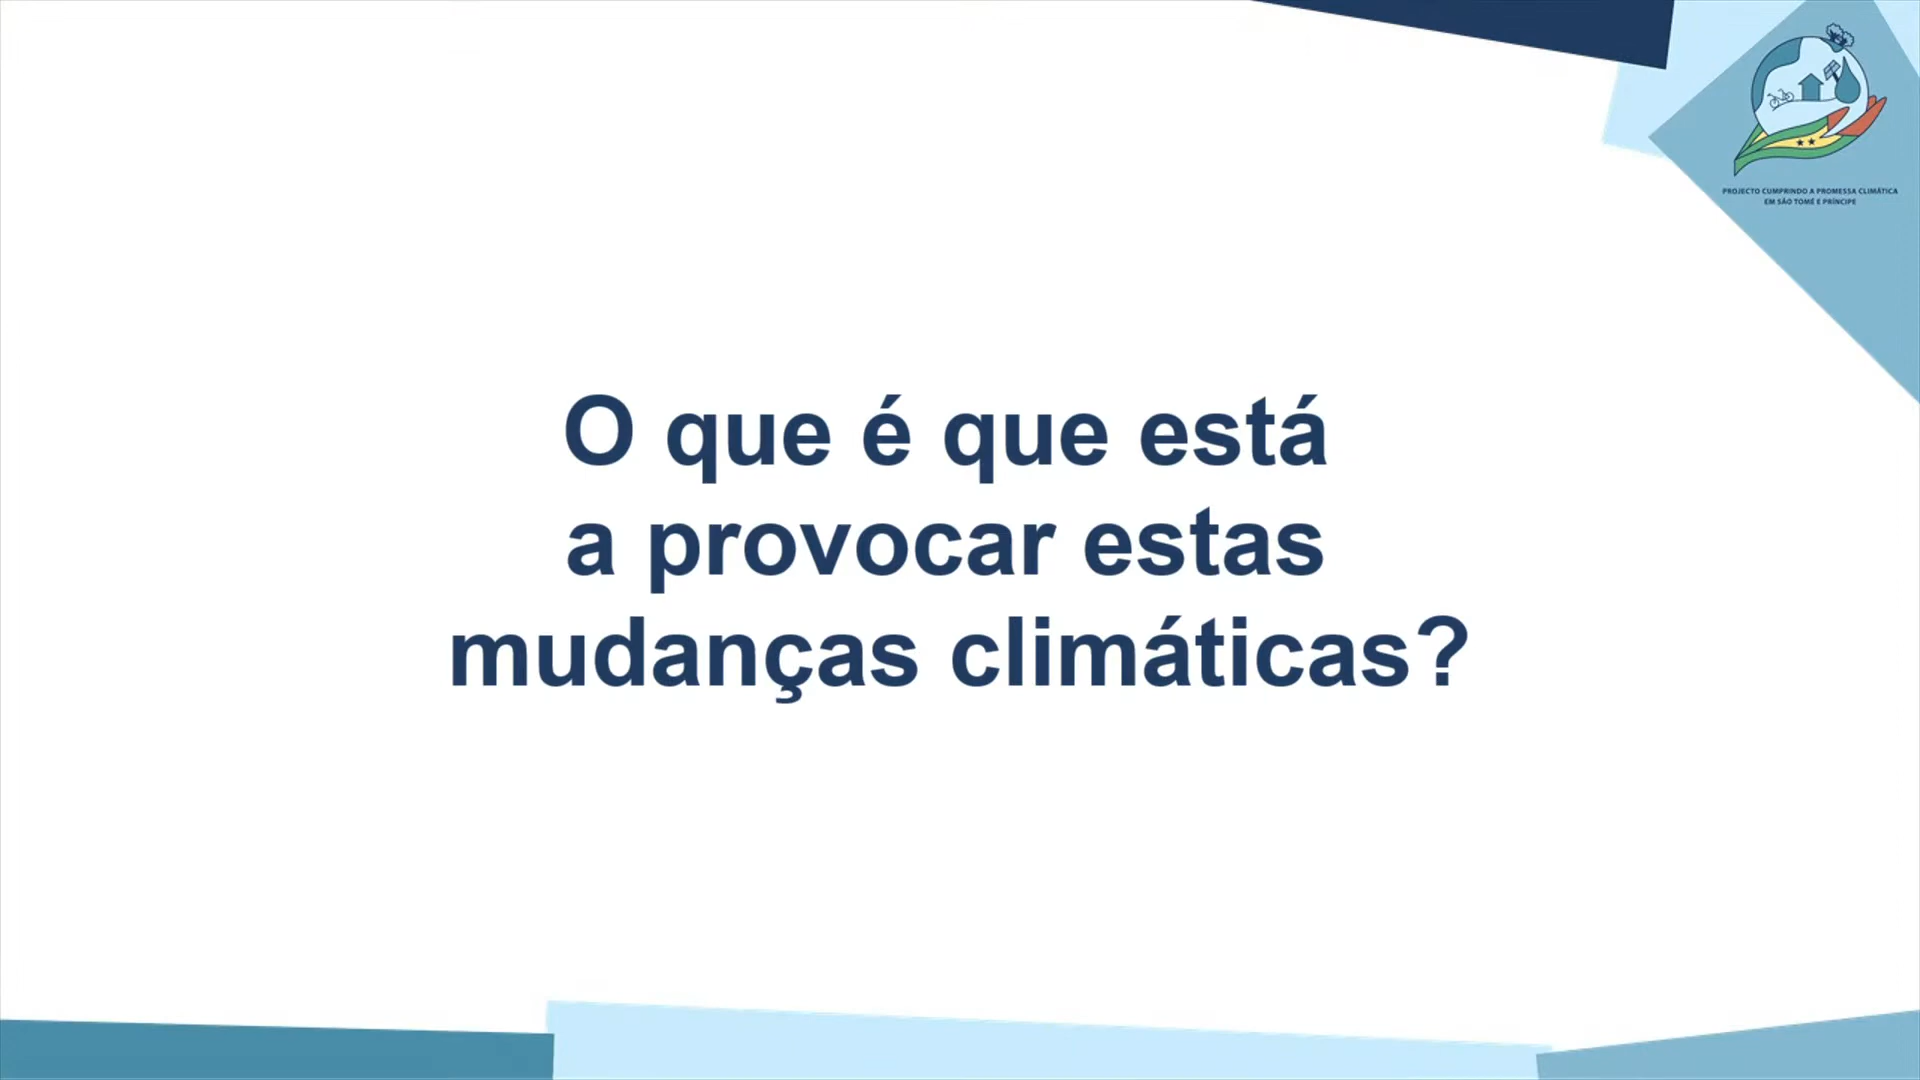 PROJECTO CUMPRINDO A PROMESSA CLIMÁTICA
EM SÃO TOMÉ E PRÍNCIPE
O que é que está
a provocar estas
mudanças climáticas?